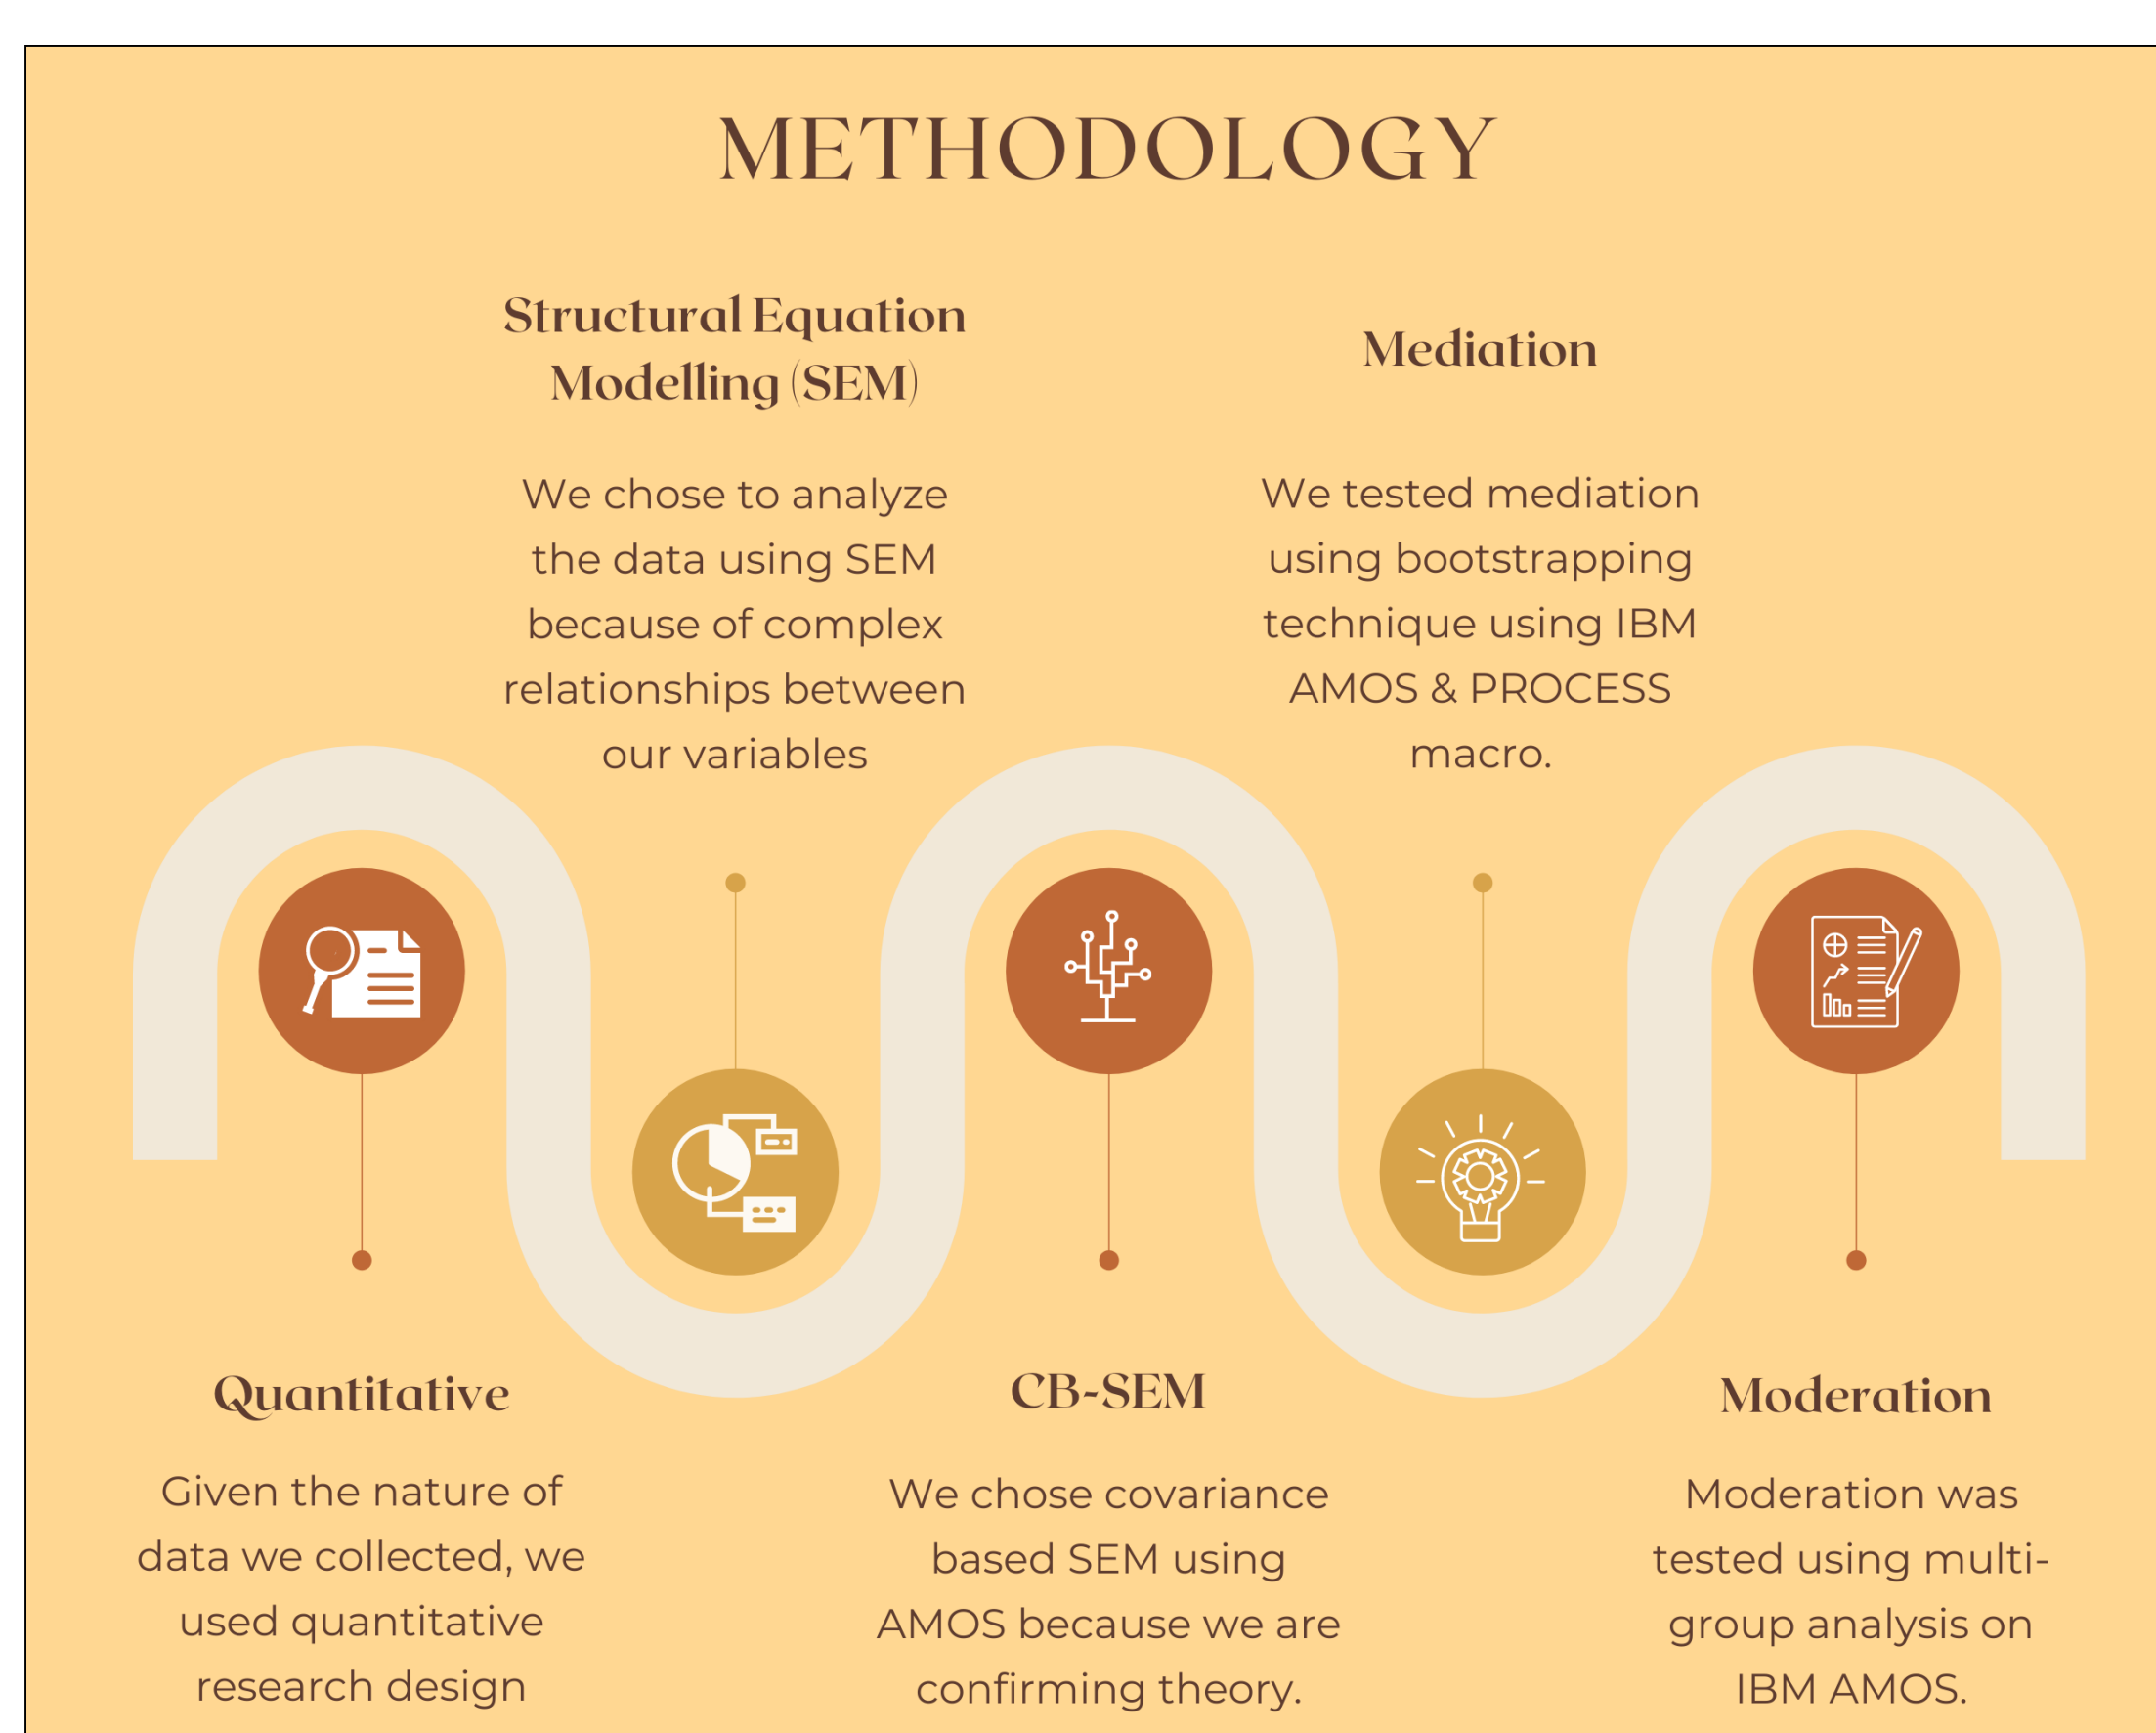 METHODOLOGY
Structural Equation
Modelling (SEM)
We chose to analyze
the data using SEM
because of complex
relationships between
our variables
Mediation
We tested mediation
using bootstrapping
technique using IBM
AMOS & PROCESS
macro.
Quantitative
Given the nature of
data we collected, we
used quantitative
research design
CB-SEM
We chose covariance
based SEM using
AMOS because we are
confirming theory.
Moderation
Moderation was
tested using multi-
group analysis on
IBM AMOS.